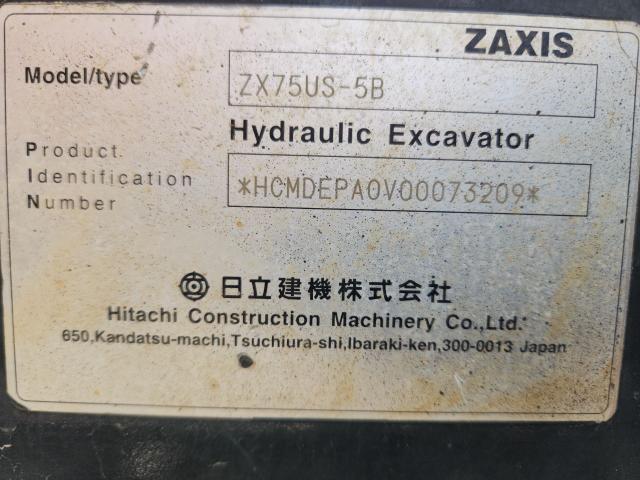 ZAXIS
Model/type ZX75US-5B
Hydraulic Excavator
Product
Identification *HCMDEPA0V00073209*
Number
日立建機株式会社
Hitachi Construction Machinery Co.,Ltd.
650,Kandatsu-machi,Tsuchiura-shi,Ibaraki-ken,300-0013 Japan